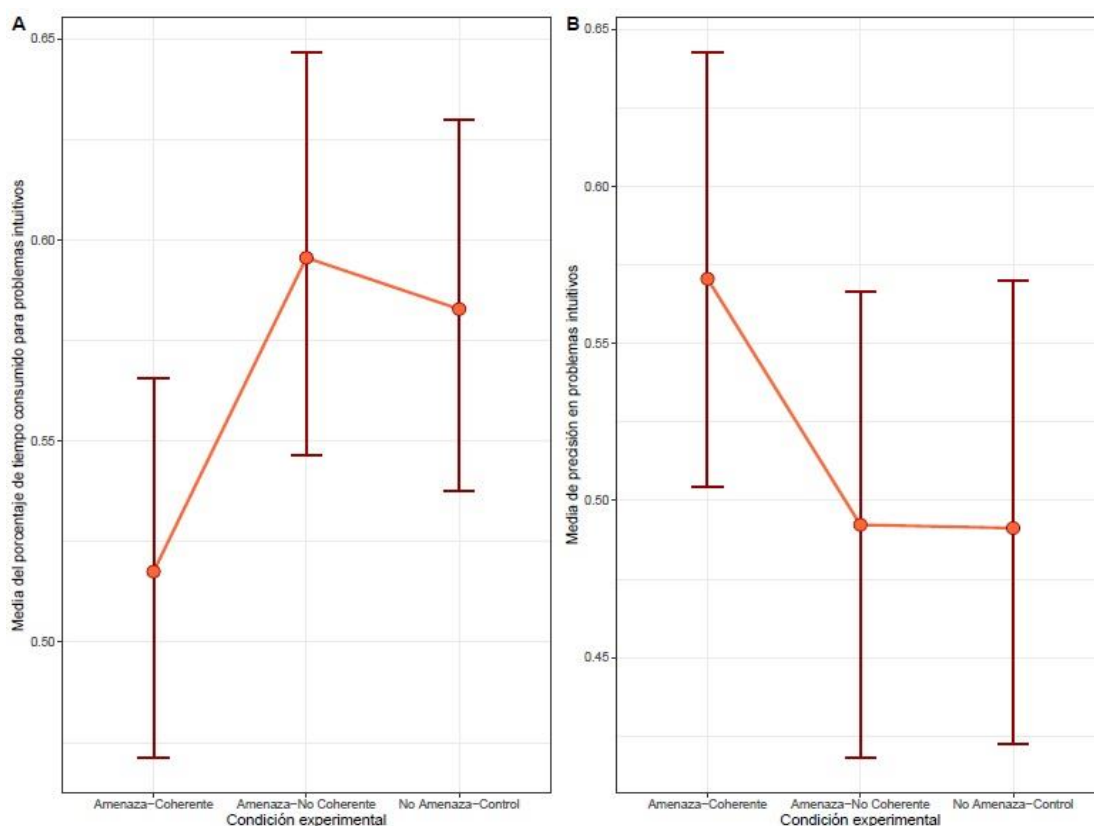 A
Media del porcentaje de tiempo consumido para problemas intuitivos
0.65
0.60
0.55
0.50
Amenaza-Coherente
Amenaza-No Coherente
No Amenaza-Control
Condición experimental
B
Media de precisión en problemas intuitivos
0.65
0.60
0.55
0.50
0.45
Amenaza-Coherente
Amenaza-No Coherente
No Amenaza-Control
Condición experimental